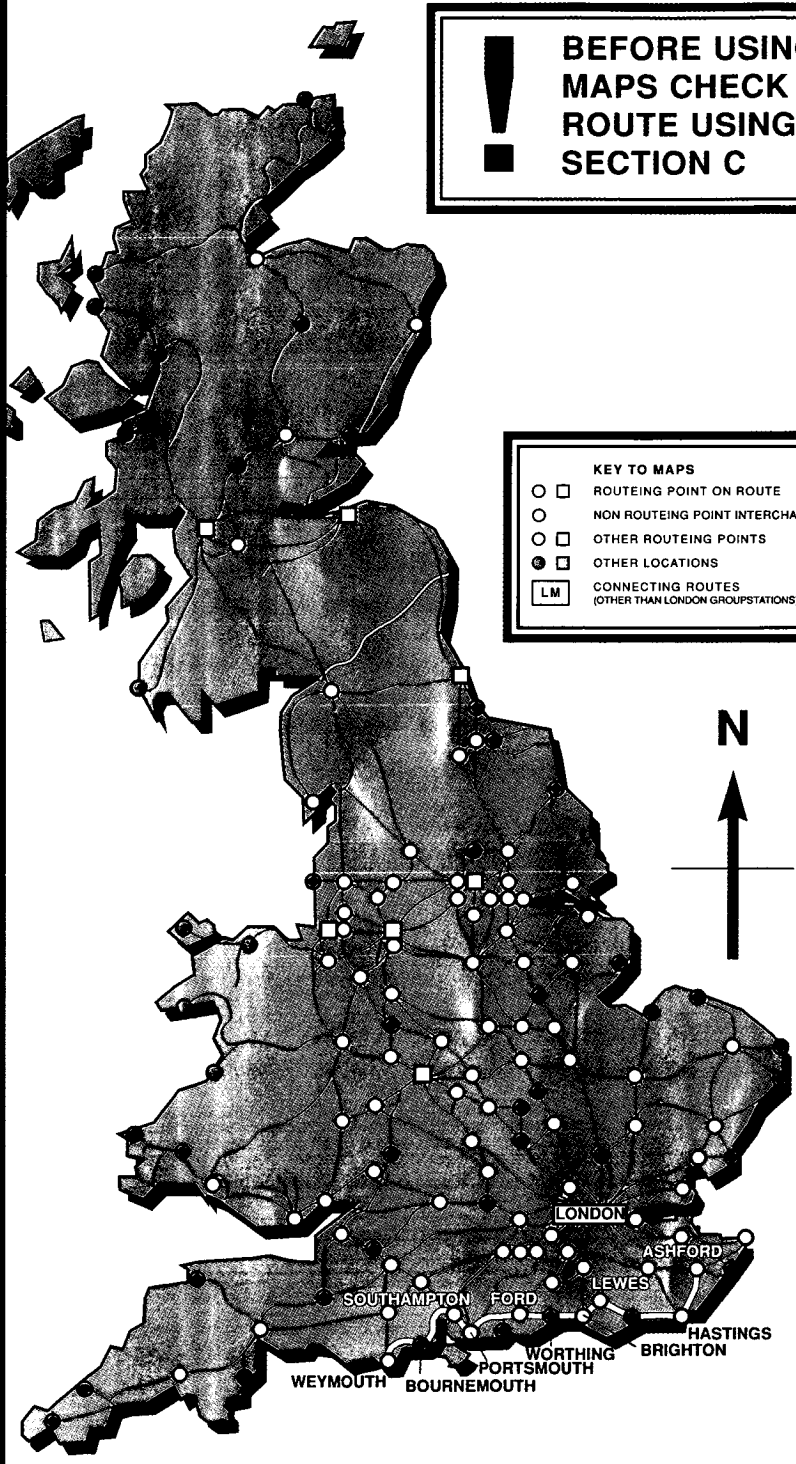 !
BEFORE USIN
MAPS CHECK
ROUTE USING
SECTION C
KEY TO MAPS
ROUTEING POINT ON ROUTE
NON ROUTEING POINT INTERCHA
OTHER ROUTEING POINTS
OTHER LOCATIONS
LM
CONNECTING ROUTES
(OTHER THAN LONDON GROUPSTATIONS
N
LONDON
ASHFORD
LEWES
SOUTHAMPTON
FORD
HASTINGS
BRIGHTON
WORTHING
PORTSMOUTH
WEYMOUTH
BOURNEMOUTH